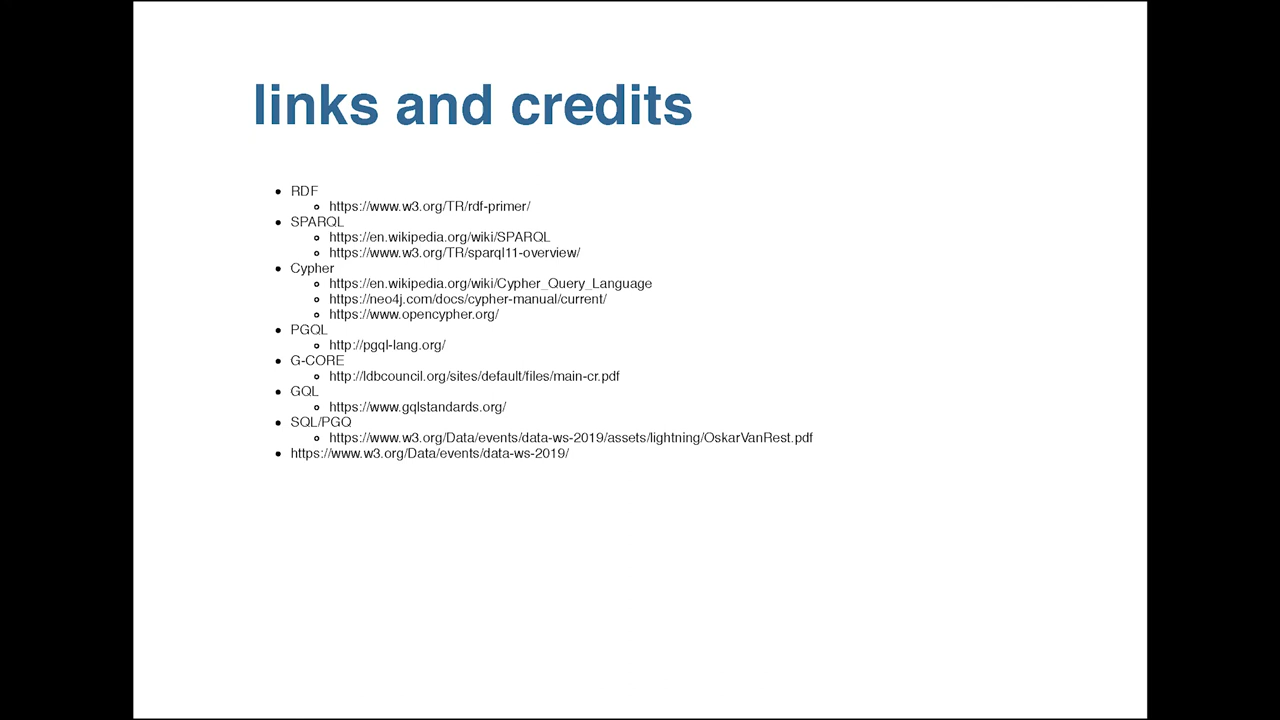 links and credits
• RDF
https://www.w3.org/TR/rdf-primer/
• SPARQL
https://en.wikipedia.org/wiki/SPARQL
https://www.w3.org/TR/sparql11-overview/
• Cypher
https://en.wikipedia.org/wiki/Cypher_Query_Language
https://neo4j.com/docs/cypher-manual/current/
https://www.opencypher.org/
• PGQL
http://pgql-lang.org/
• G-CORE
http://ldbcouncil.org/sites/default/files/main-cr.pdf
• GQL
https://www.gqlstandards.org/
• SQL/PGQ
https://www.w3.org/Data/events/data-ws-2019/assets/lightning/OskarVanRest.pdf
• https://www.w3.org/Data/events/data-ws-2019/